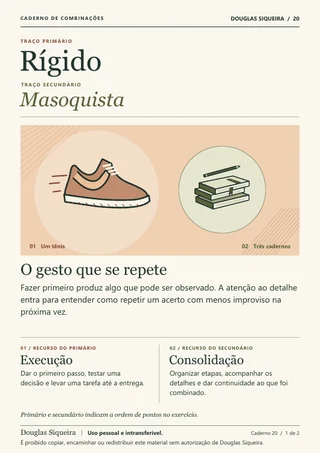 CADERNO DE COMBINAÇÕES
DOUGLAS SIQUEIRA / 20
TRAÇO PRIMÁRIO
Rígido
TRAÇO SECUNDÁRIO
Masoquista
01 Um tênis
02 Três cadernos
O gesto que se repete
Fazer primeiro produz algo que pode ser observado. A atenção ao detalhe
entra para entender como repetir um acerto com menos improviso na
próxima vez.
01 / RECURSO DO PRIMÁRIO
Execução
Dar o primeiro passo, testar uma
decisão e levar uma tarefa até a entrega.
02 / RECURSO DO SECUNDÁRIO
Consolidação
Organizar etapas, acompanhar os
detalhes e dar continuidade ao que foi
combinado.
Primário e secundário indicam a ordem de pontos no exercício.
Douglas Siqueira | Uso pessoal e intransferível.
Caderno 20 / 1 de 2
É proibido copiar, encaminhar ou redistribuir este material sem autorização de Douglas Siqueira.